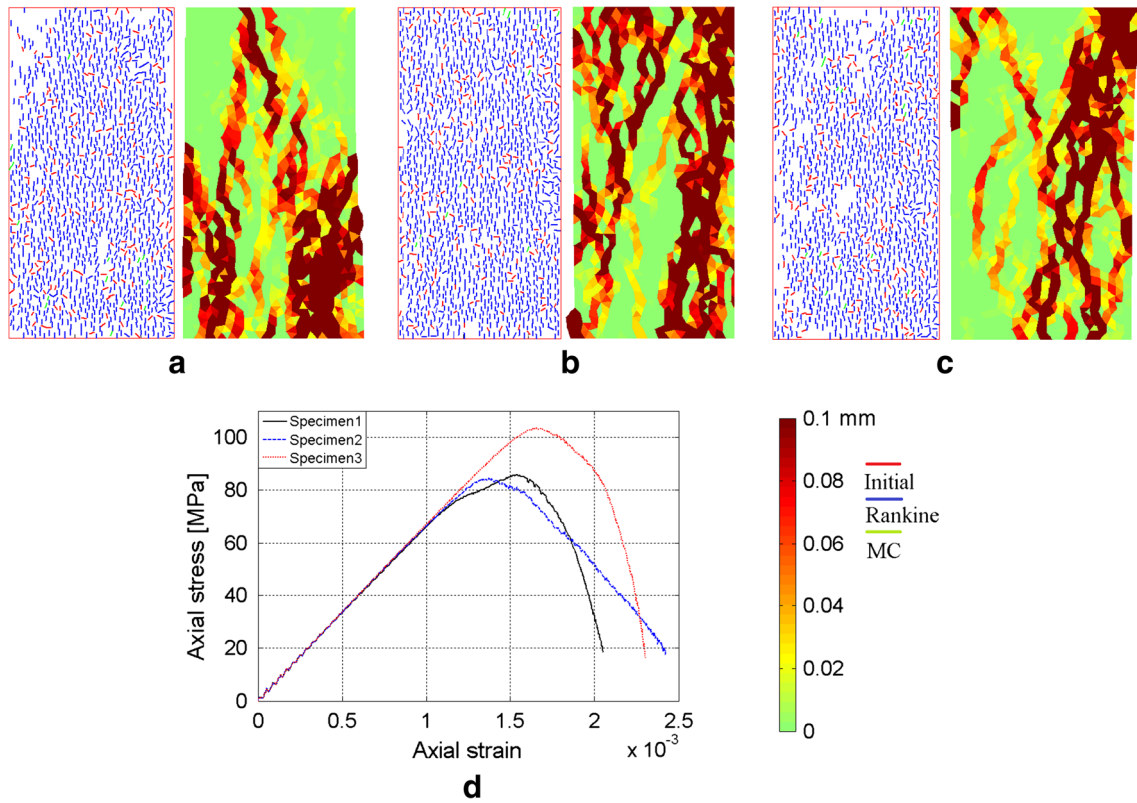 a
b
c
Specimen1
Specimen2
Specimen3
100
80
60
40
20
0
Axial stress [MPa]
0
0.5
1
1.5
2
2.5
Axial strain
x 10⁻³
d
0.1 mm
0.08
0.06
0.04
0.02
0
Initial
Rankine
MC